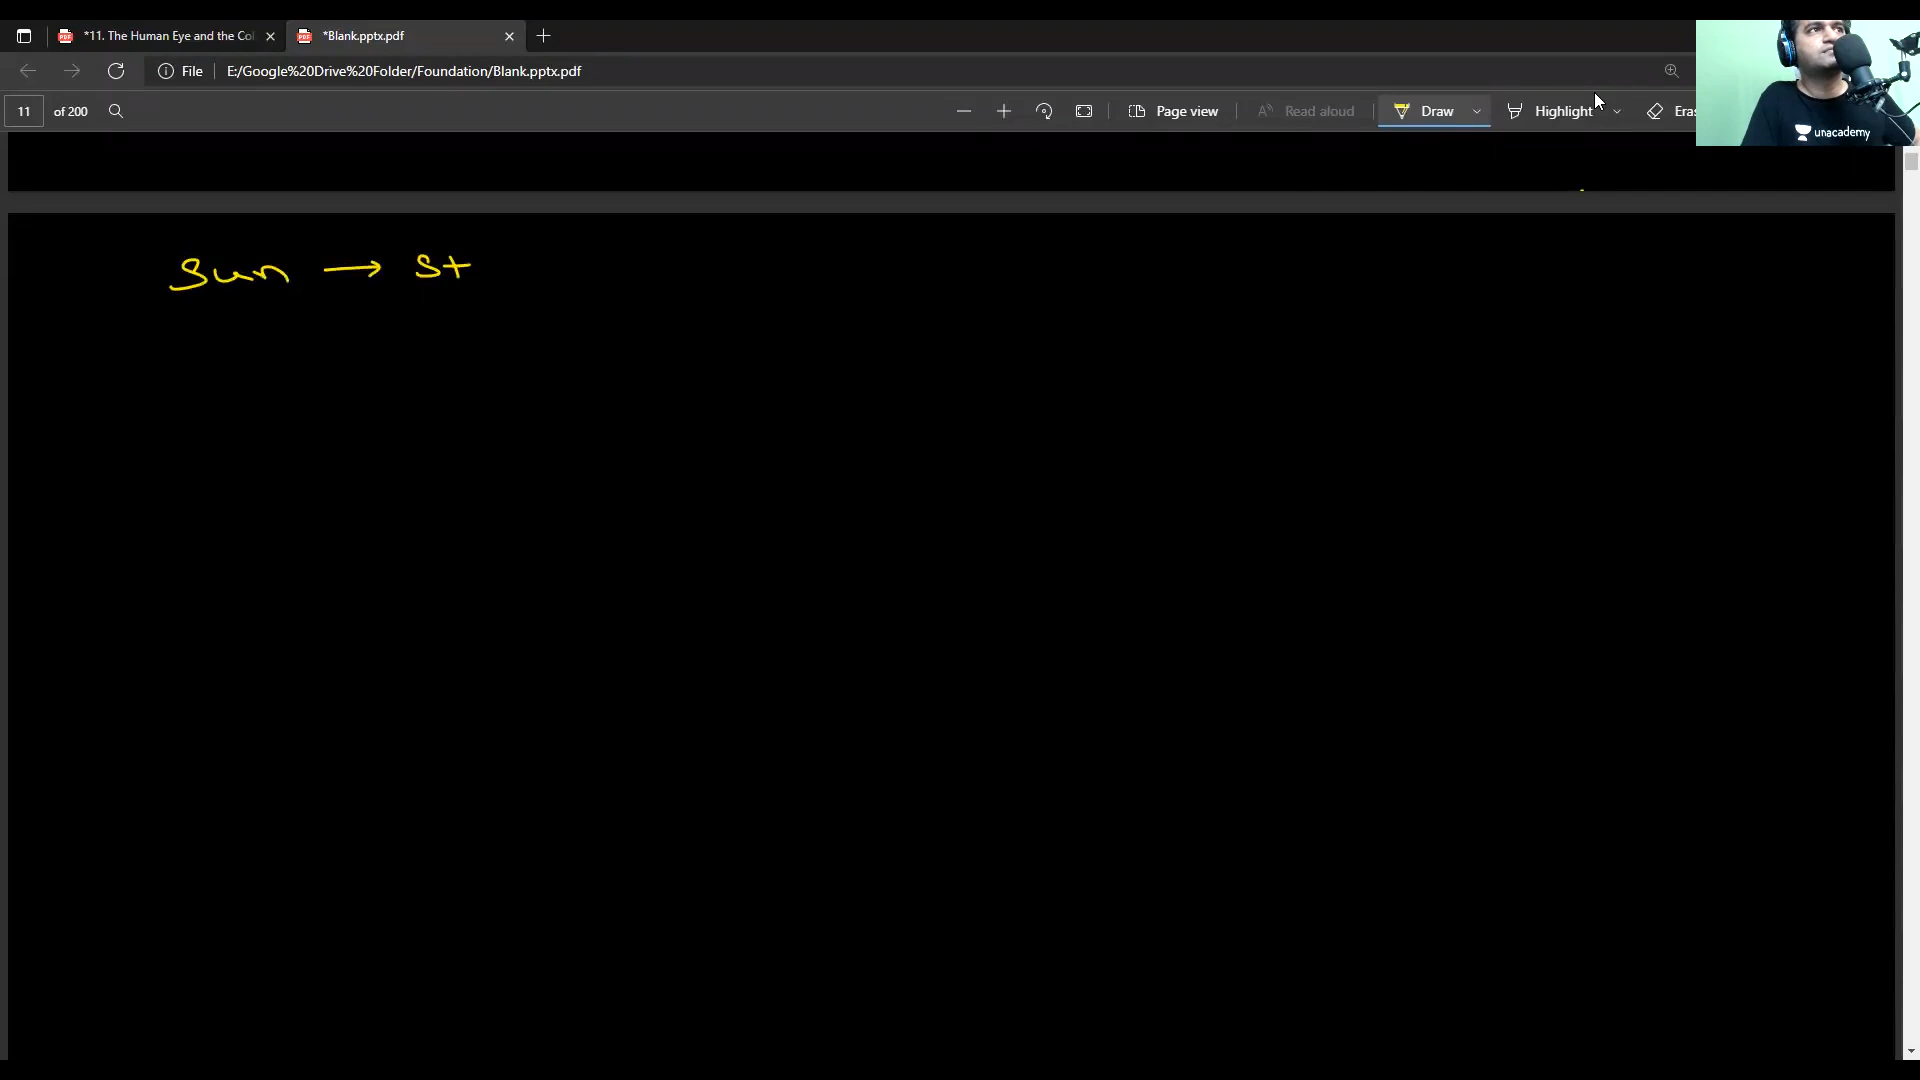 *11. The Human Eye and the Col
*Blank.pptx.pdf
File E:/Google%20Drive%20Folder/Foundation/Blank.pptx.pdf
11 of 200 Page view Read aloud Draw Highlight Eras
unacademy
Sun → St